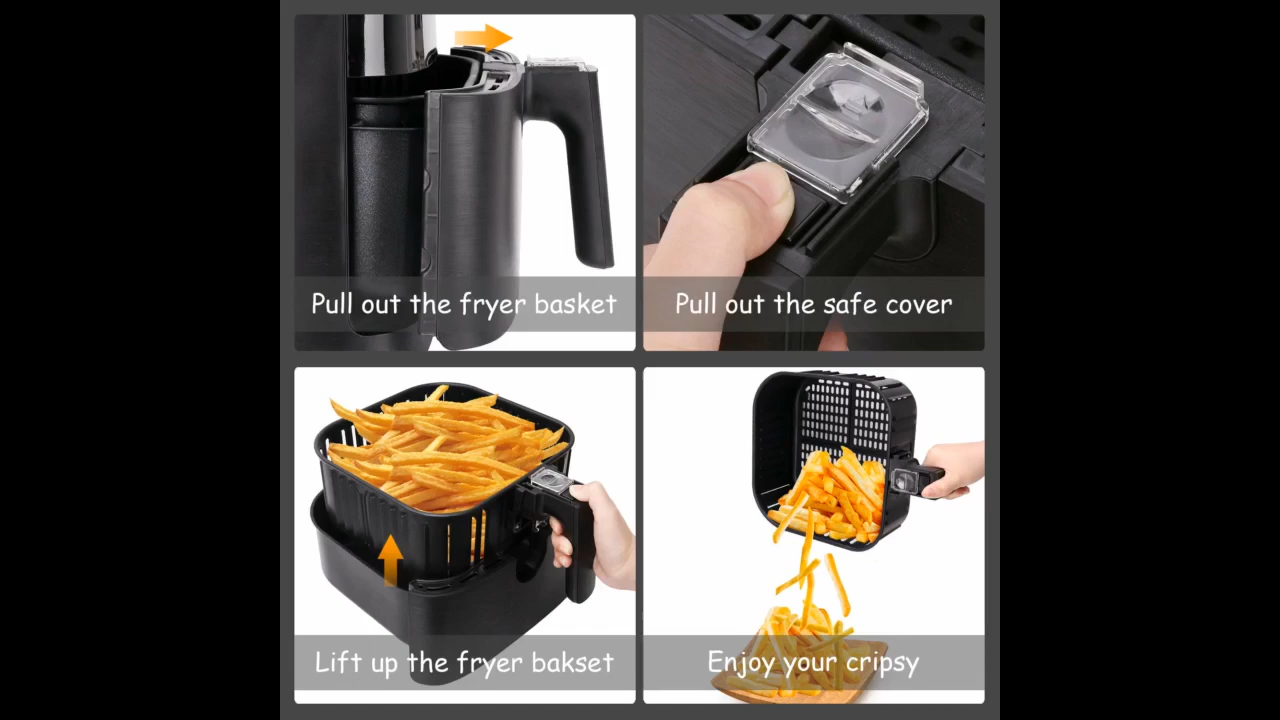 Pull out the fryer basket
Pull out the safe cover
Lift up the fryer bakset
Enjoy your cripsy